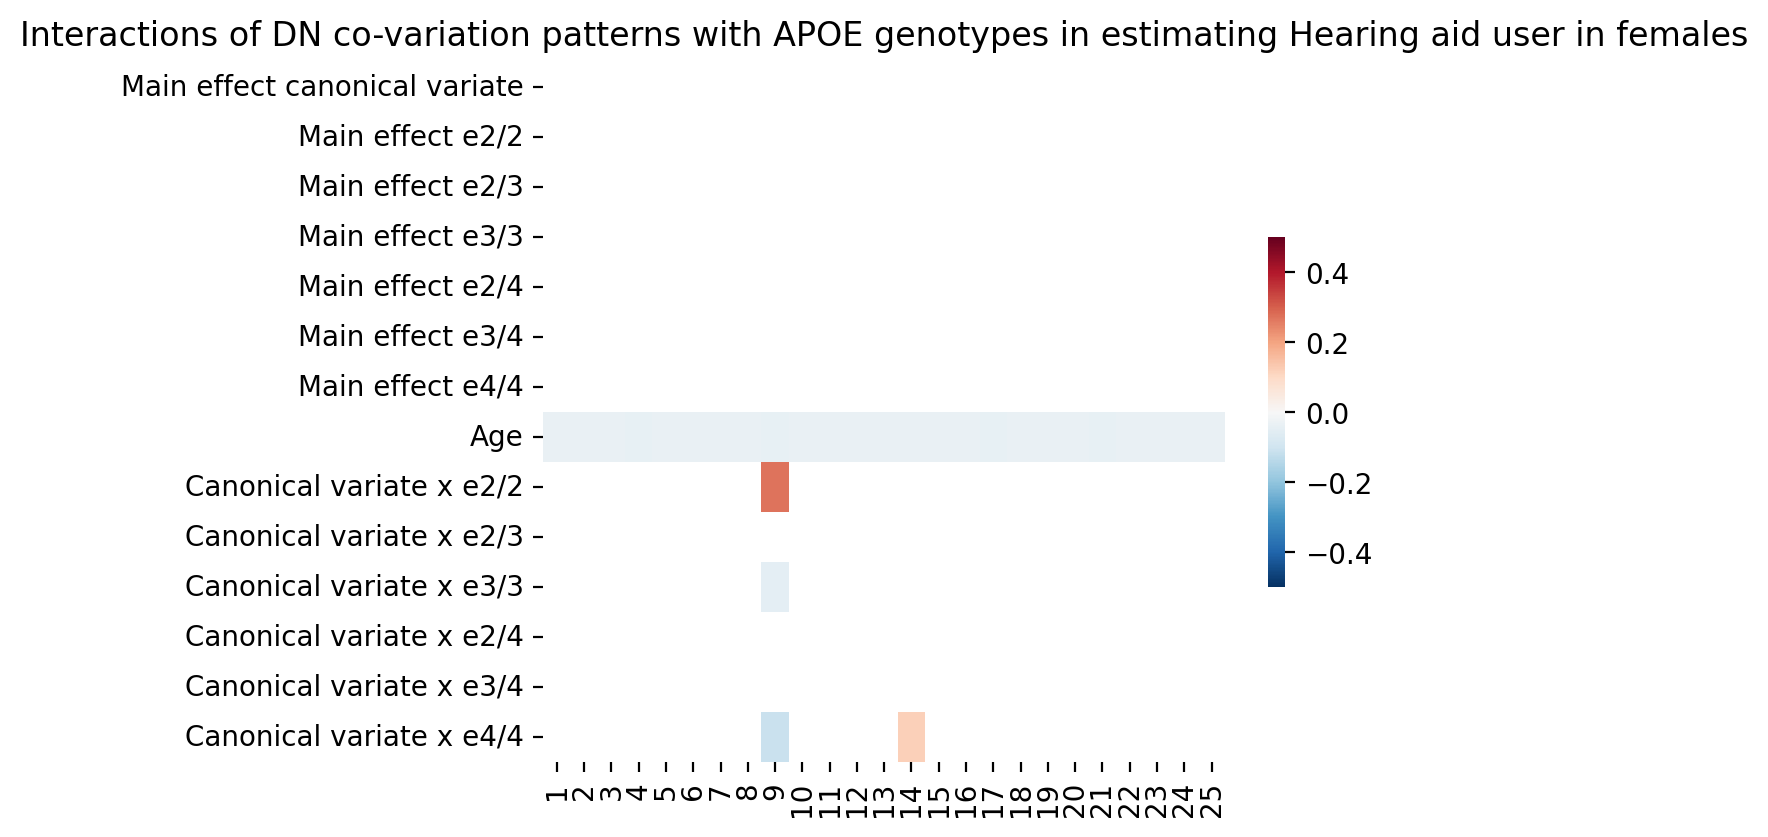 Interactions of DN co-variation patterns with APOE genotypes in estimating Hearing aid user in females
Main effect canonical variate
Main effect e2/2
Main effect e2/3
Main effect e3/3
Main effect e2/4
Main effect e3/4
Main effect e4/4
Age
Canonical variate x e2/2
Canonical variate x e2/3
Canonical variate x e3/3
Canonical variate x e2/4
Canonical variate x e3/4
Canonical variate x e4/4
0.4
0.2
0.0
−0.2
−0.4
1 2 3 4 5 6 7 8 9 10 11 12 13 14 15 16 17 18 19 20 21 22 23 24 25